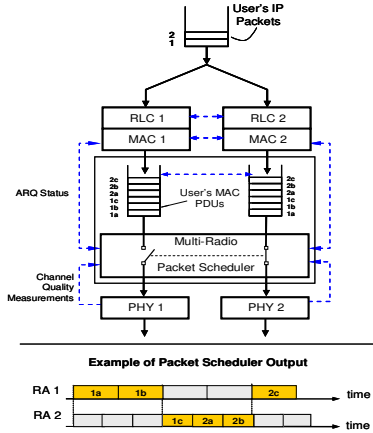 User's IP
Packets
2
1
RLC 1
RLC 2
MAC 1
MAC 2
2c
2b
2a
1c
1b
1a
User's MAC
PDUs
2c
2b
2a
1c
1b
1a
ARQ Status
Multi-Radio
Packet Scheduler
Channel
Quality
Measurements
PHY 1
PHY 2
Example of Packet Scheduler Output
RA 1 1a 1b 2c time
RA 2 1c 2a 2b time